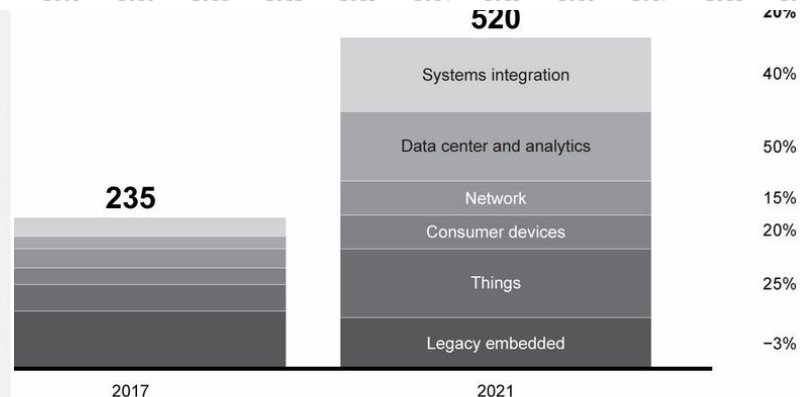 520
20%
Systems integration
40%
Data center and analytics
50%
235
Network
15%
Consumer devices
20%
Things
25%
Legacy embedded
−3%
2017
2021